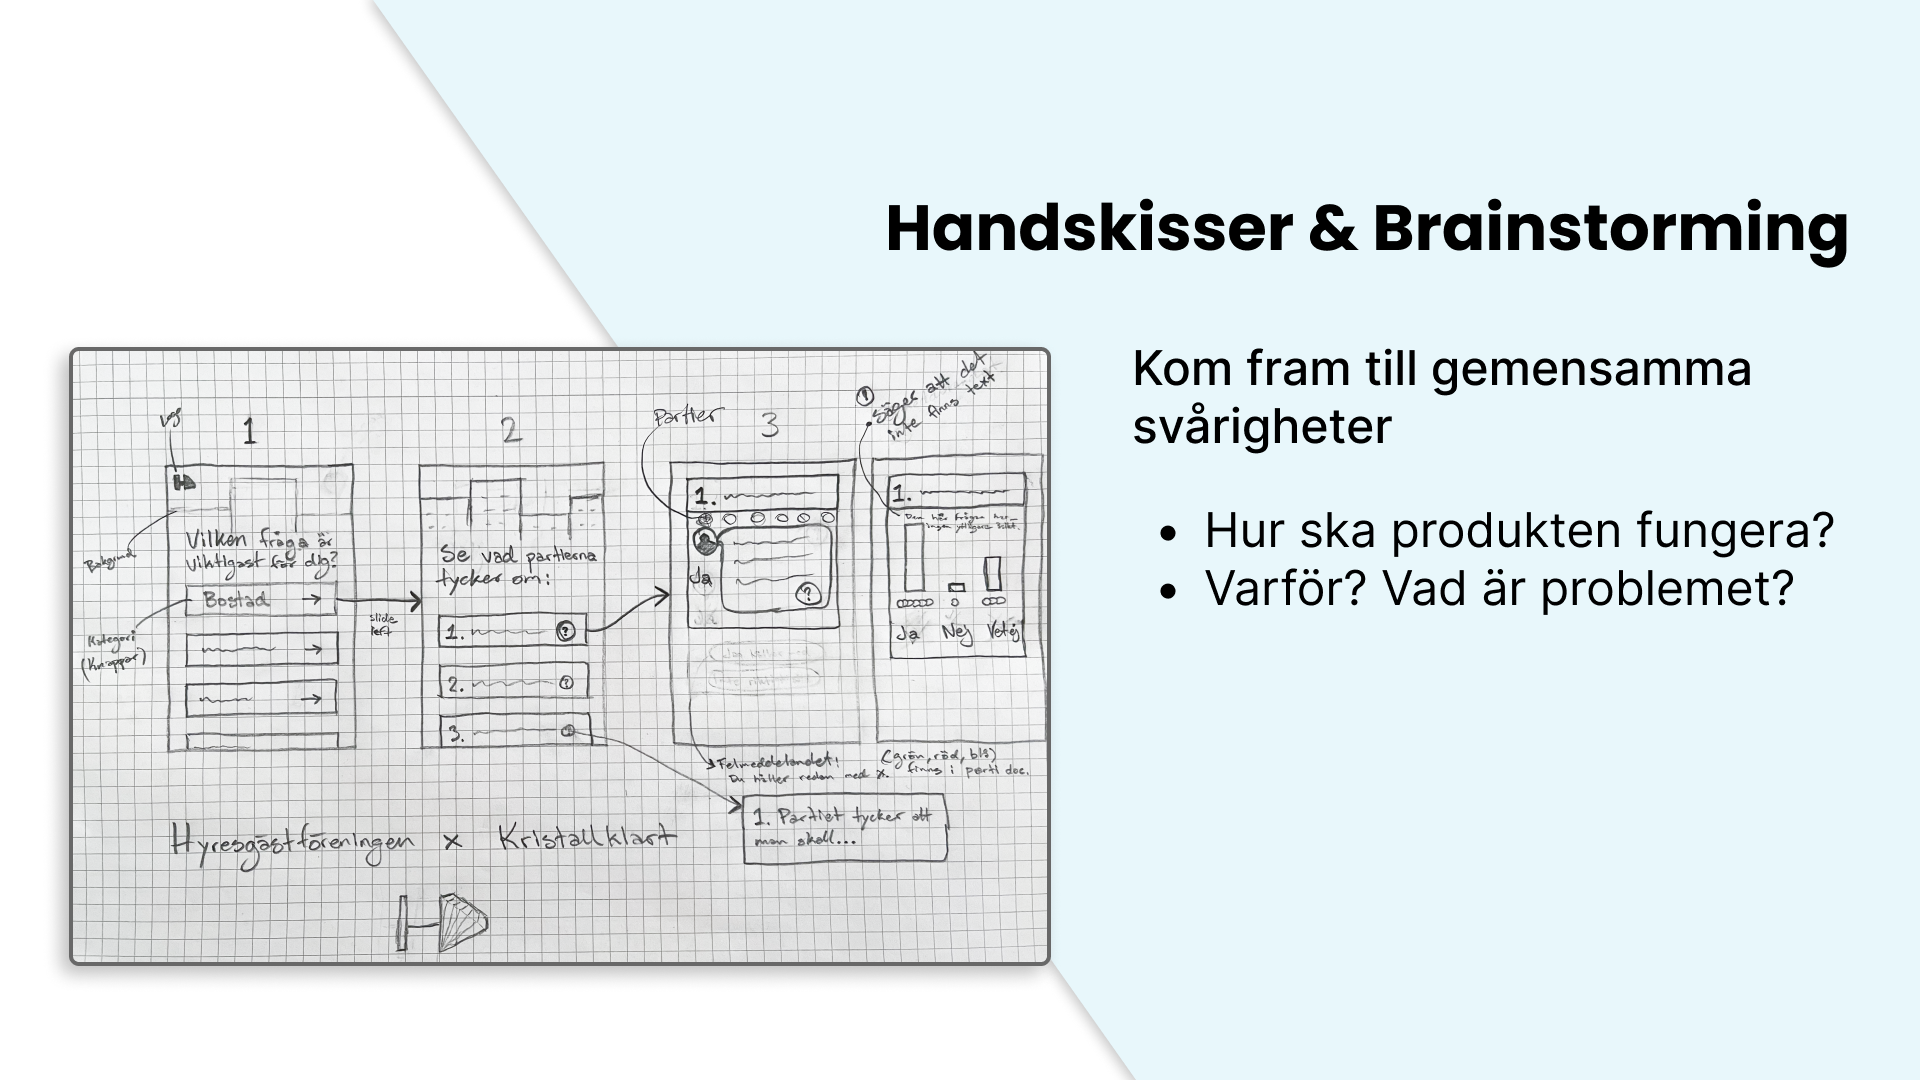 Handskisser & Brainstorming
Kom fram till gemensamma
svårigheter
• Hur ska produkten fungera?
• Varför? Vad är problemet?
1
Bakgrund
Vilken fråga är
viktigast för dig?
Bostad
Kategori
(Knappar)
slide
left
2
Se vad partierna
tycker om:
1.
?
2.
?
3.
Partier
3
1.
Ja
?
Felmeddelandet!
Du håller redan med x.
1
Säger att det
inte finns text
1.
Den här frågan har
ingen ytterligare
Ja Nej Vet ej
(grön, röd, blå)
finns i parti doc.
1. Partiet tycker att
man skall...
Hyresgästföreningen x Kristallklart